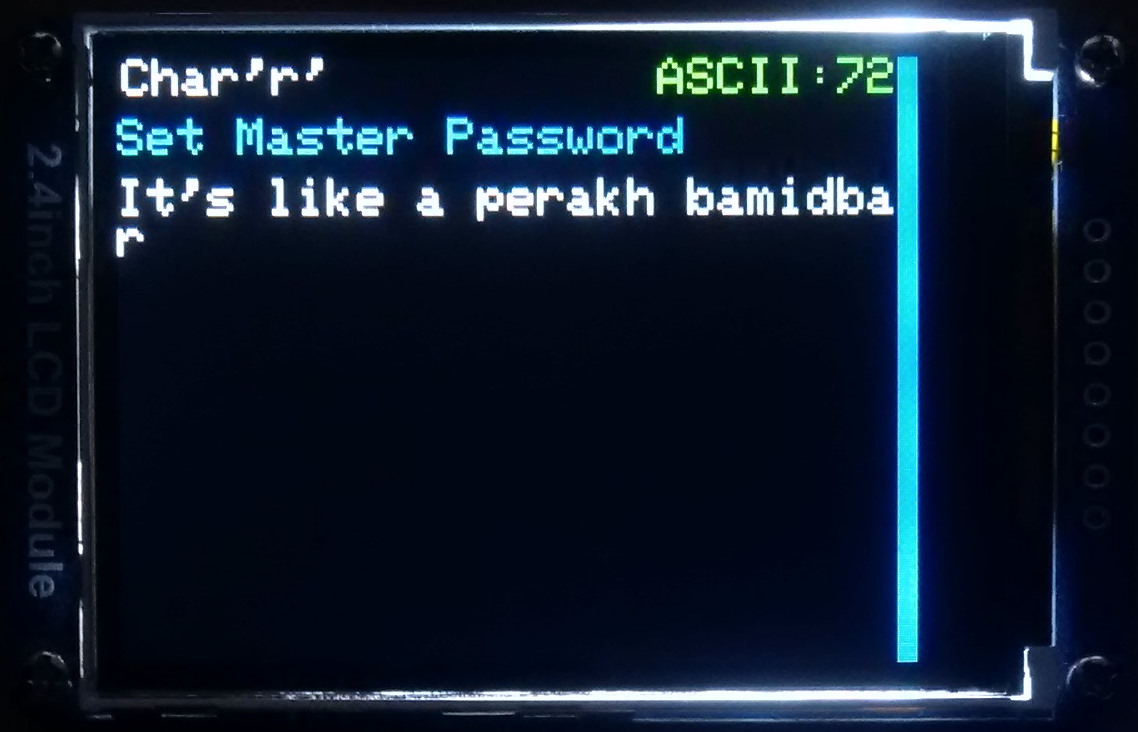 Char'r' ASCII:72
Set Master Password
It's like a perakh bamidba
r
2.4inch LCD Module